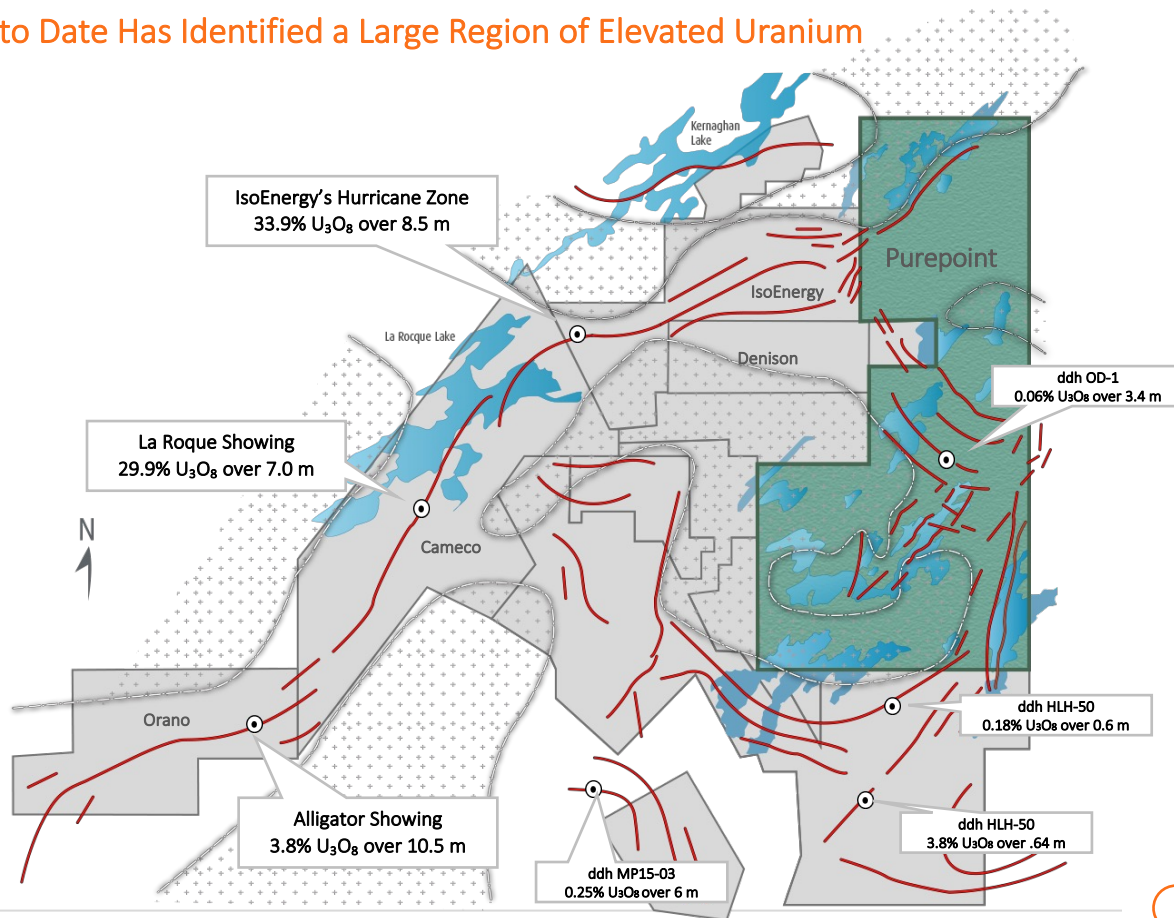 to Date Has Identified a Large Region of Elevated Uranium
Kernaghan
Lake
IsoEnergy's Hurricane Zone
33.9% U₃O₈ over 8.5 m
Purepoint
IsoEnergy
La Rocque Lake
Denison
ddh OD-1
0.06% U₃O₈ over 3.4 m
La Roque Showing
29.9% U₃O₈ over 7.0 m
N
Cameco
Orano
ddh HLH-50
0.18% U₃O₈ over 0.6 m
Alligator Showing
3.8% U₃O₈ over 10.5 m
ddh HLH-50
3.8% U₃O₈ over .64 m
ddh MP15-03
0.25% U₃O₈ over 6 m